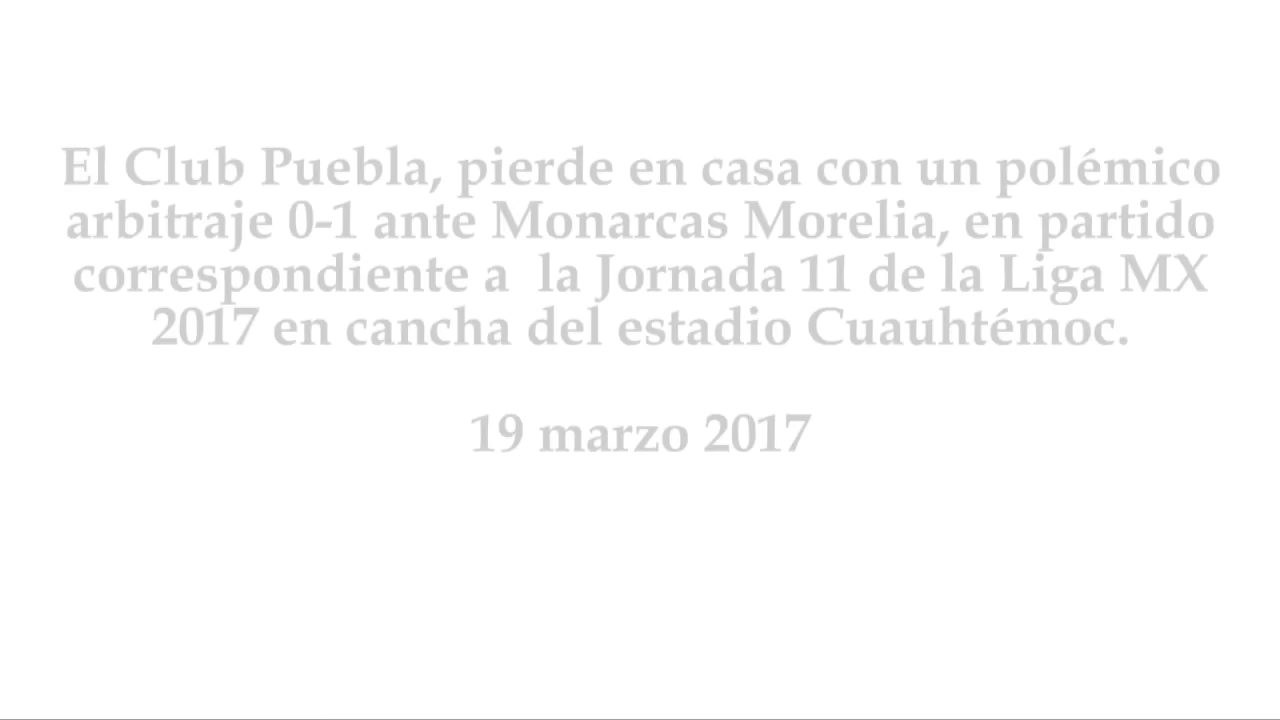 El Club Puebla, pierde en casa con un polémico
arbitraje 0-1 ante Monarcas Morelia, en partido
correspondiente a  la Jornada 11 de la Liga MX
2017 en cancha del estadio Cuauhtémoc.
19 marzo 2017